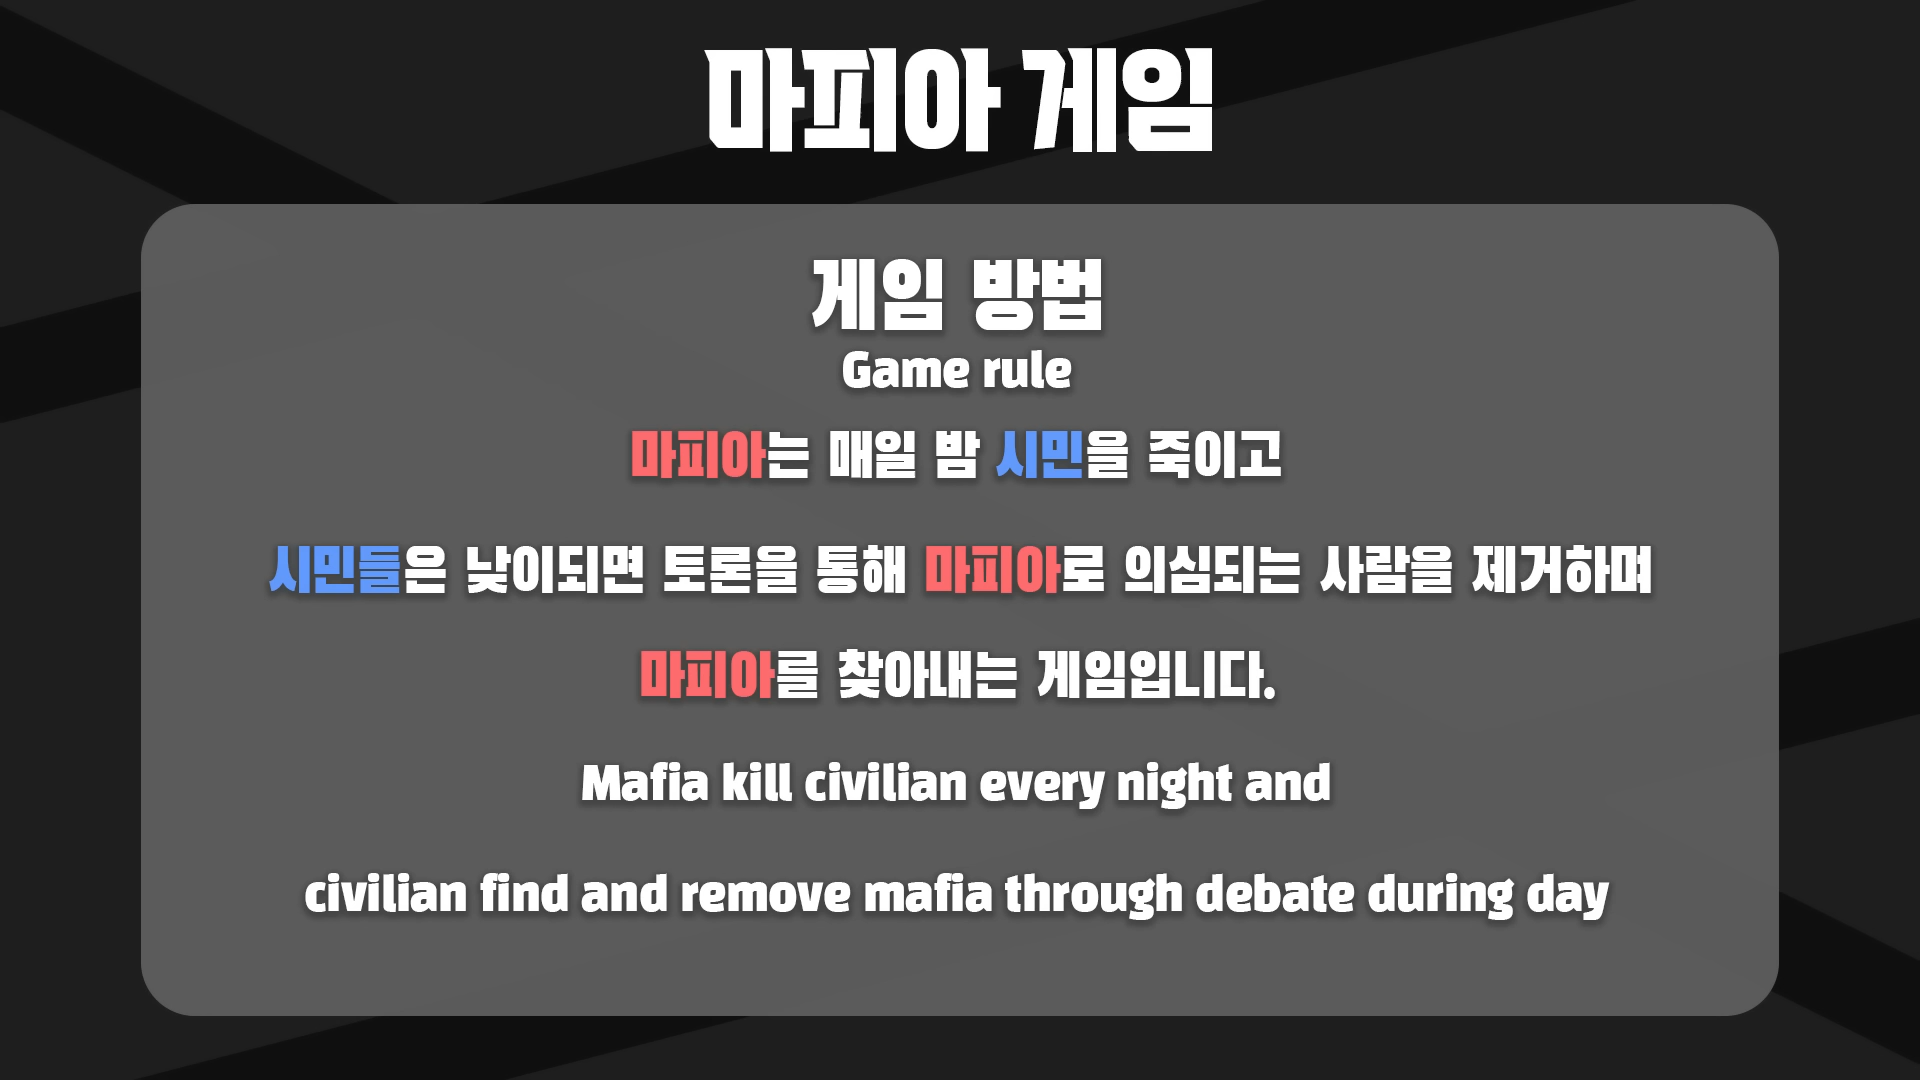 마피아 게임
게임 방법
Game rule
마피아는 매일 밤 시민을 죽이고
시민들은 낮이되면 토론을 통해 마피아로 의심되는 사람을 제거하며
마피아를 찾아내는 게임입니다.
Mafia kill civilian every night and
civilian find and remove mafia through debate during day